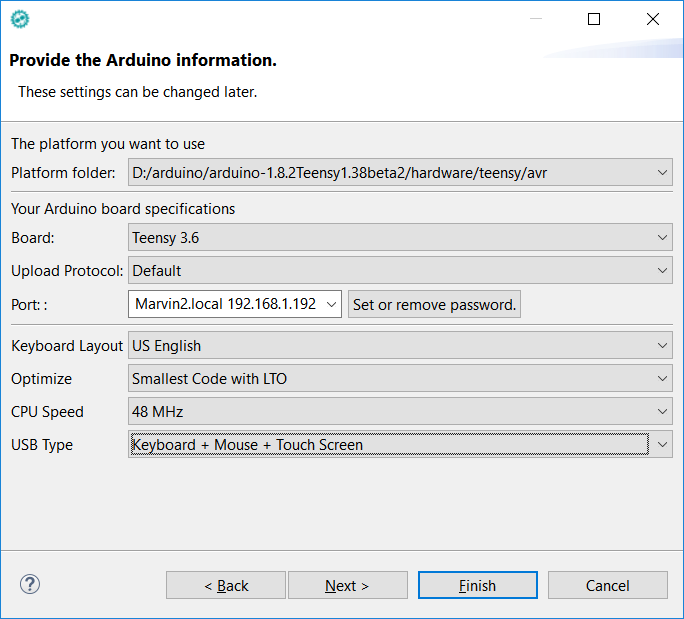 Provide the Arduino information.
These settings can be changed later.
The platform you want to use
Platform folder: D:/arduino/arduino-1.8.2Teensy1.38beta2/hardware/teensy/avr
Your Arduino board specifications
Board: Teensy 3.6
Upload Protocol: Default
Port: : Marvin2.local 192.168.1.192 Set or remove password.
Keyboard Layout US English
Optimize Smallest Code with LTO
CPU Speed 48 MHz
USB Type Keyboard + Mouse + Touch Screen
? < Back Next > Finish Cancel